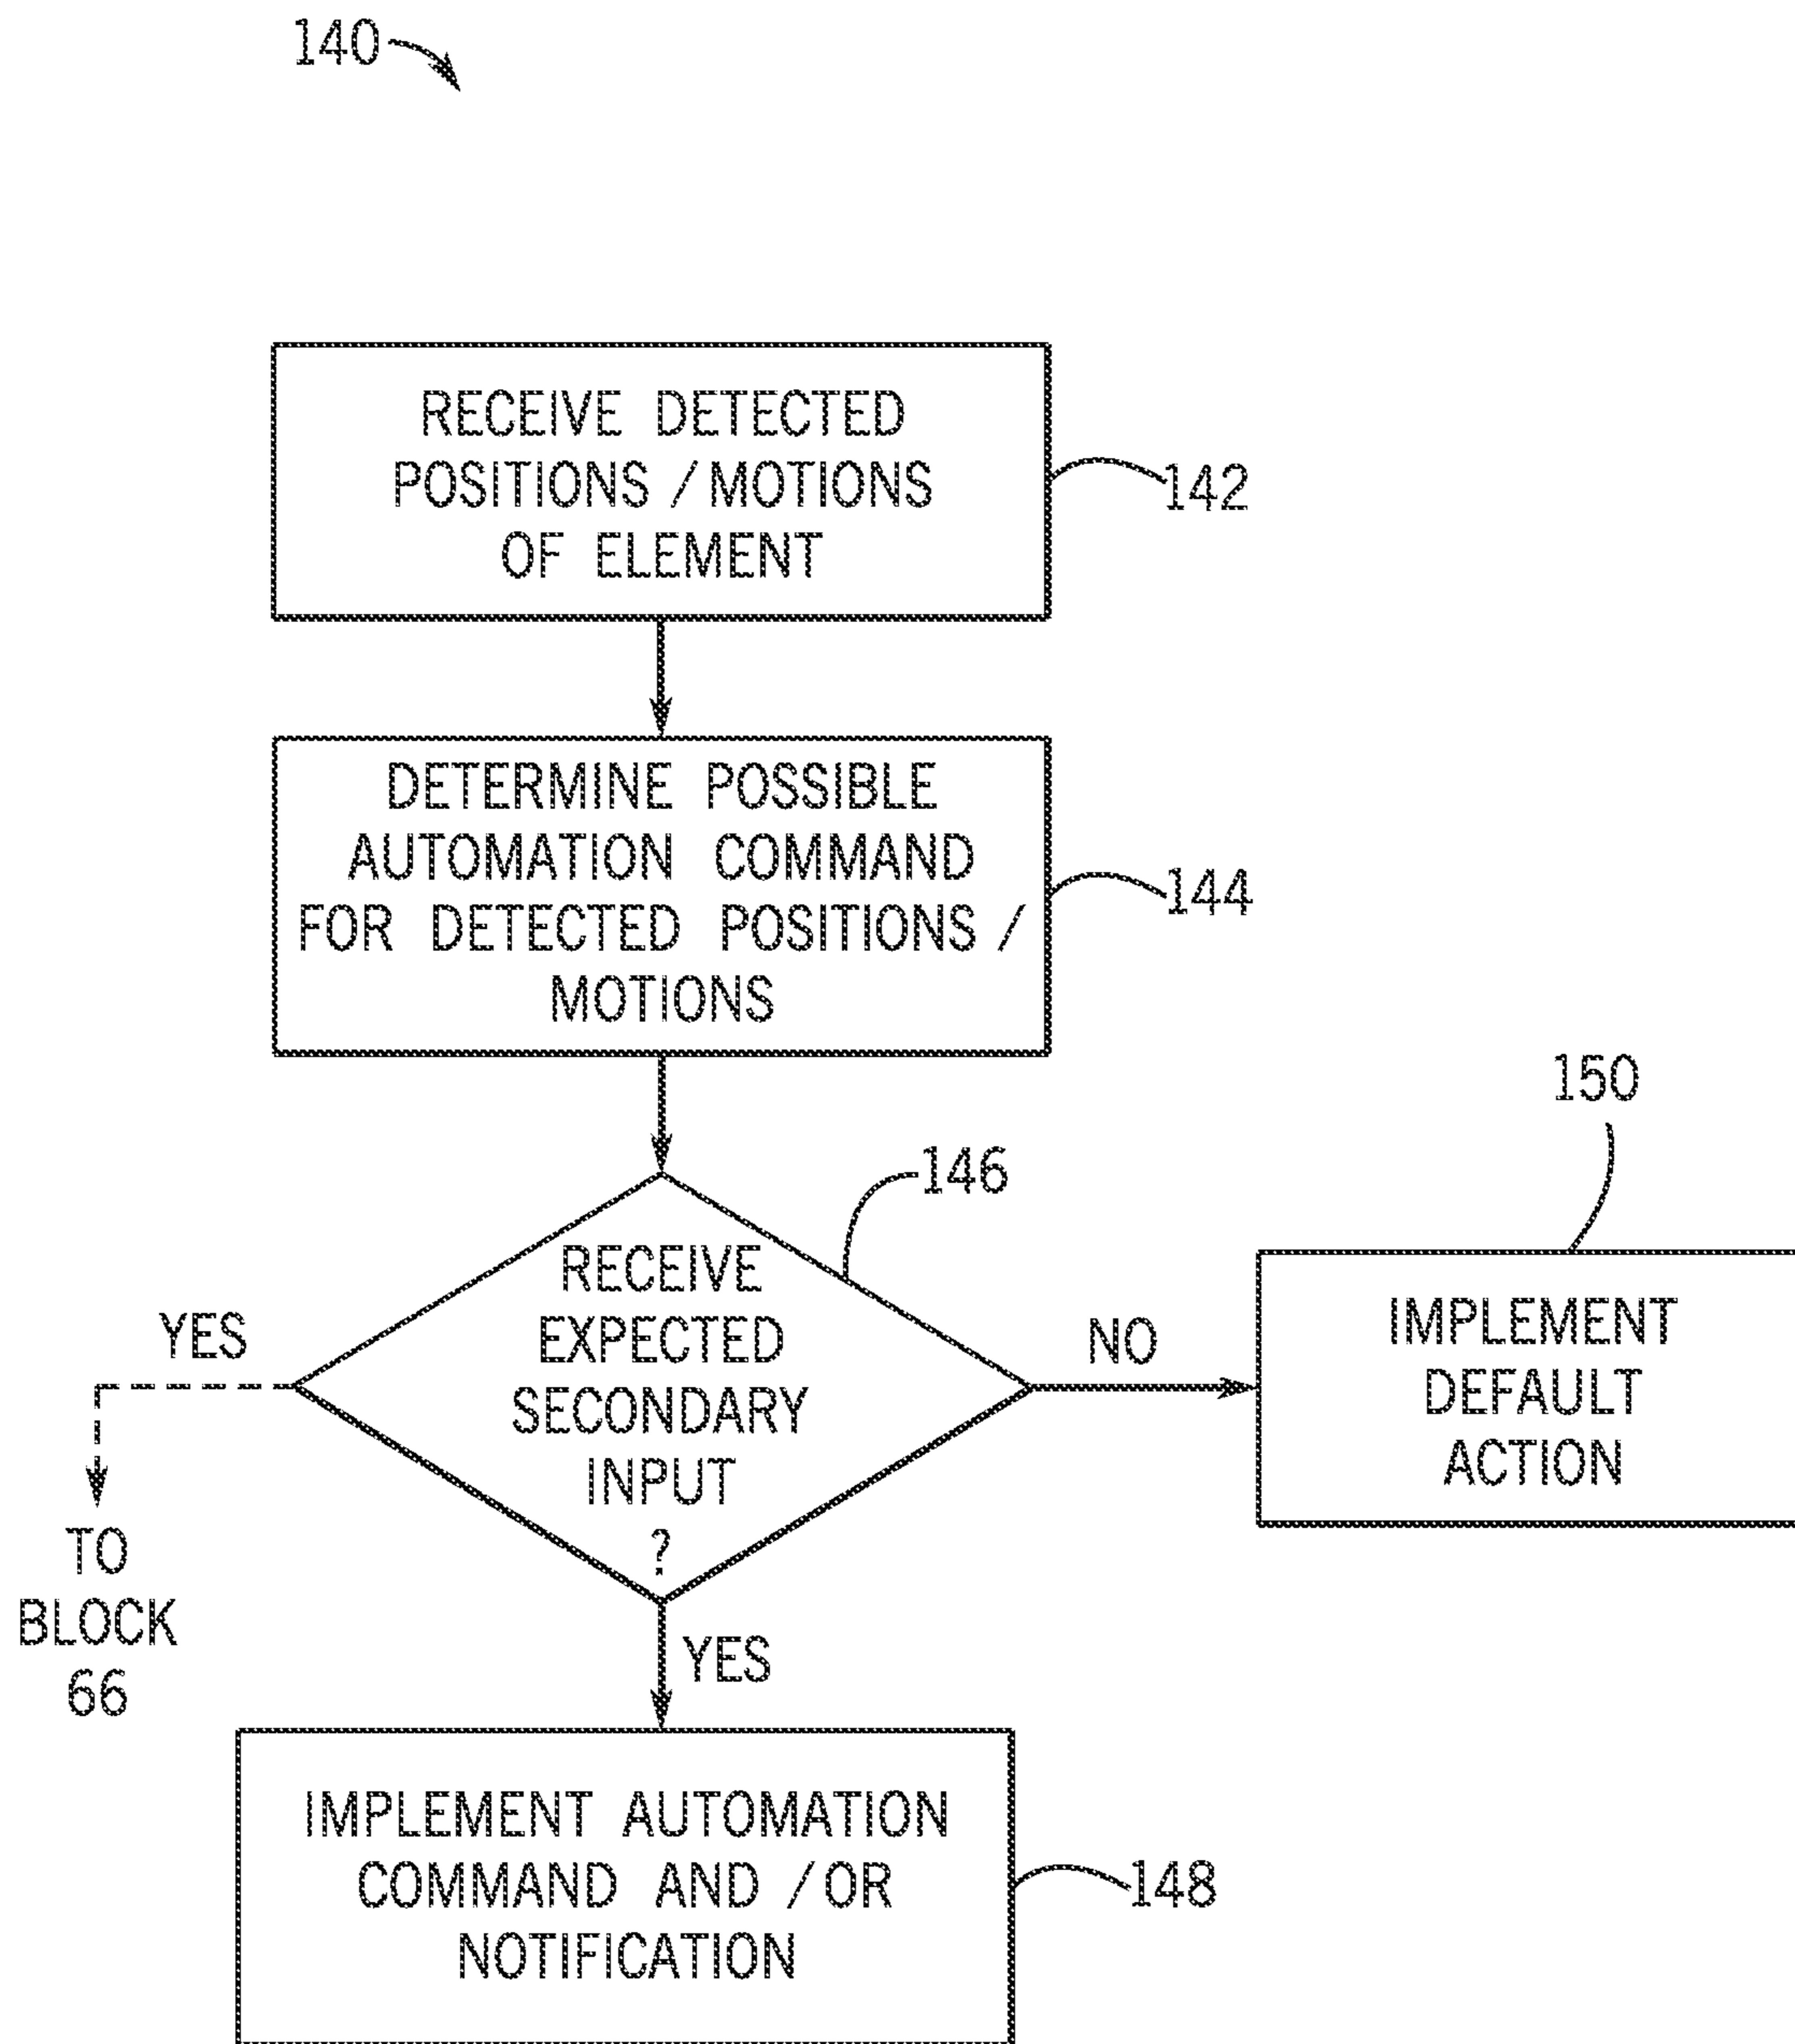 140
RECEIVE DETECTED
POSITIONS / MOTIONS
OF ELEMENT
142
DETERMINE POSSIBLE
AUTOMATION COMMAND
FOR DETECTED POSITIONS /
MOTIONS
144
150
146
RECEIVE
EXPECTED
SECONDARY
INPUT
?
YES
NO
IMPLEMENT
DEFAULT
ACTION
TO
BLOCK
66
YES
IMPLEMENT AUTOMATION
COMMAND AND / OR
NOTIFICATION
148